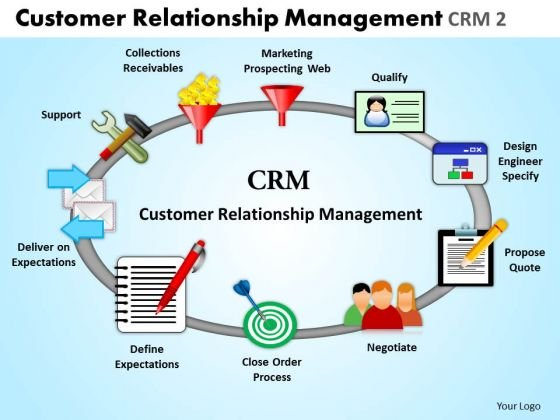 Customer Relationship Management CRM 2
Collections
Receivables
Marketing
Prospecting Web
Qualify
Support
Design
Engineer
Specify
CRM
Customer Relationship Management
Deliver on
Expectations
Propose
Quote
Define
Expectations
Close Order
Process
Negotiate
Your Logo